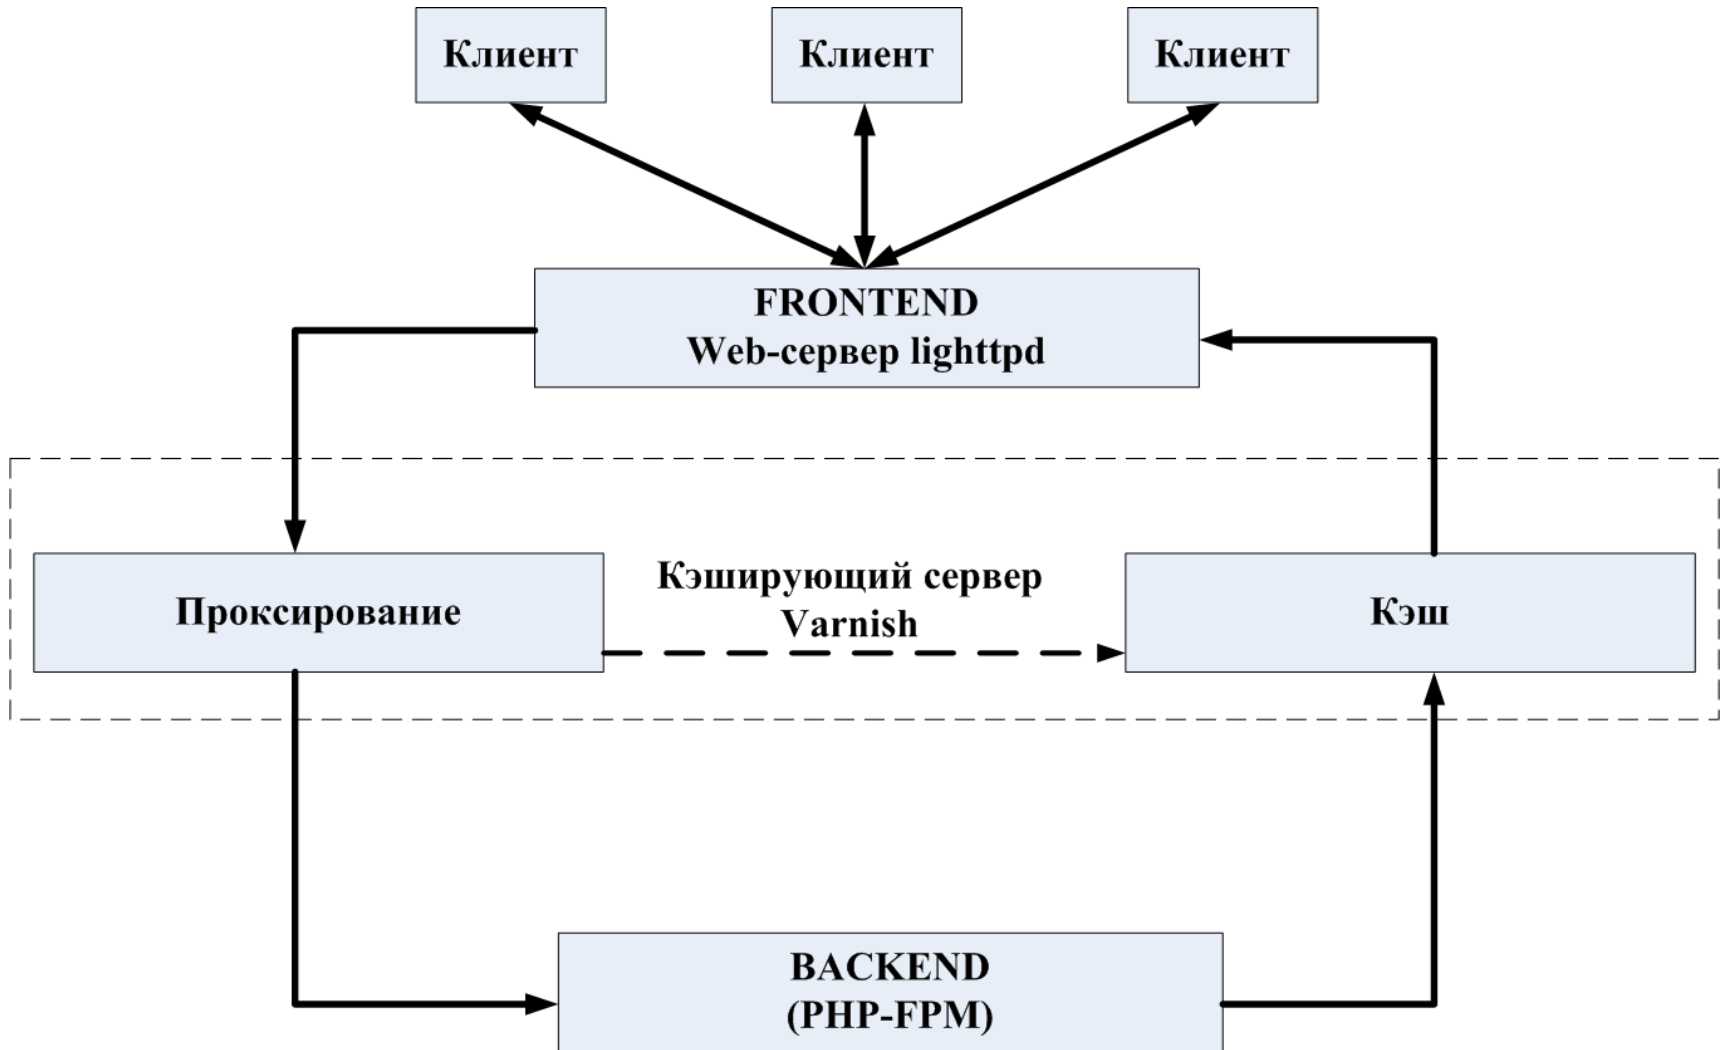 Клиент
Клиент
Клиент
FRONTEND
Web-сервер lighttpd
Проксирование
Кэширующий сервер
Varnish
Кэш
BACKEND
(PHP-FPM)